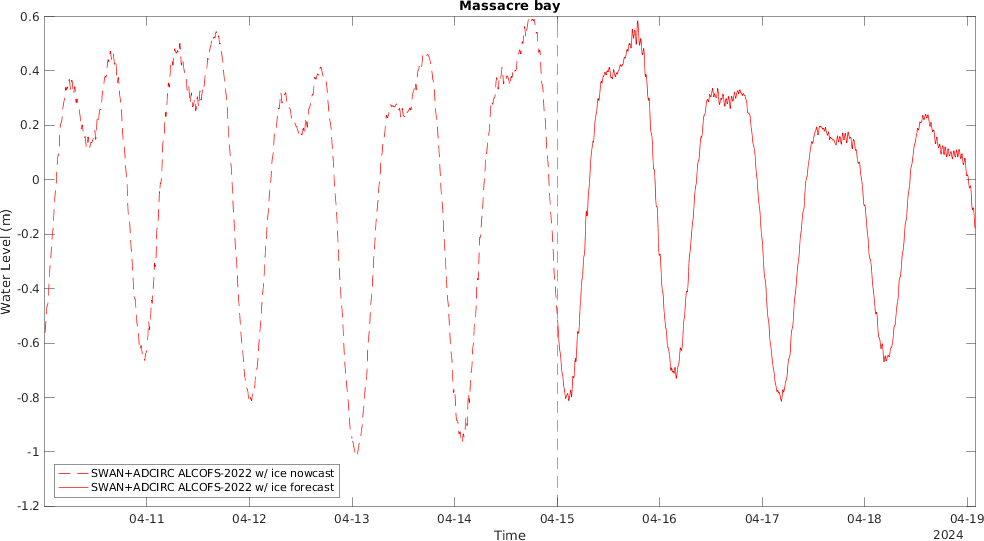 Massacre bay
0.6
0.4
0.2
0
-0.2
-0.4
-0.6
-0.8
-1
-1.2
Water Level (m)
SWAN+ADCIRC ALCOFS-2022 w/ ice nowcast
SWAN+ADCIRC ALCOFS-2022 w/ ice forecast
04-11 04-12 04-13 04-14 04-15 04-16 04-17 04-18 04-19
Time
2024